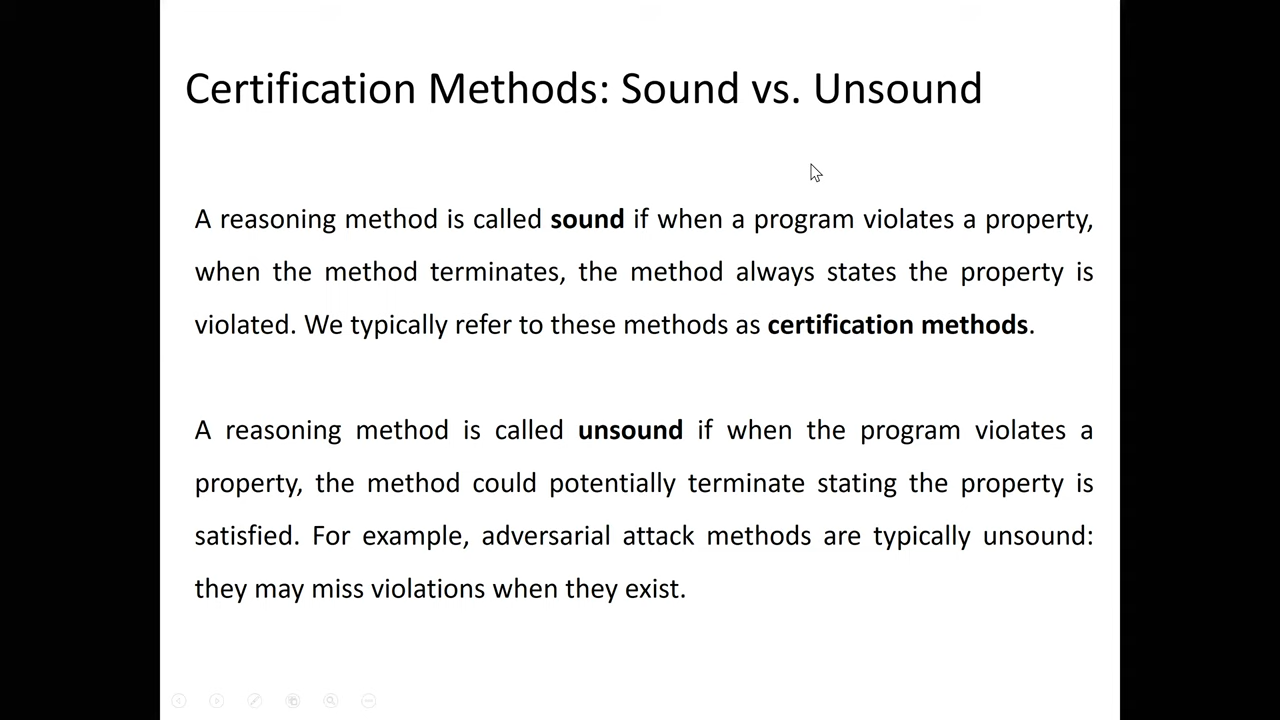 Certification Methods: Sound vs. Unsound
A reasoning method is called sound if when a program violates a property,
when the method terminates, the method always states the property is
violated. We typically refer to these methods as certification methods.
A reasoning method is called unsound if when the program violates a
property, the method could potentially terminate stating the property is
satisfied. For example, adversarial attack methods are typically unsound:
they may miss violations when they exist.